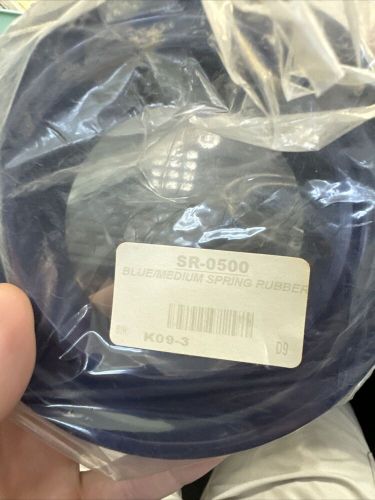 SR-0500
BLUE/MEDIUM SPRING RUBBER
K09-3
D9